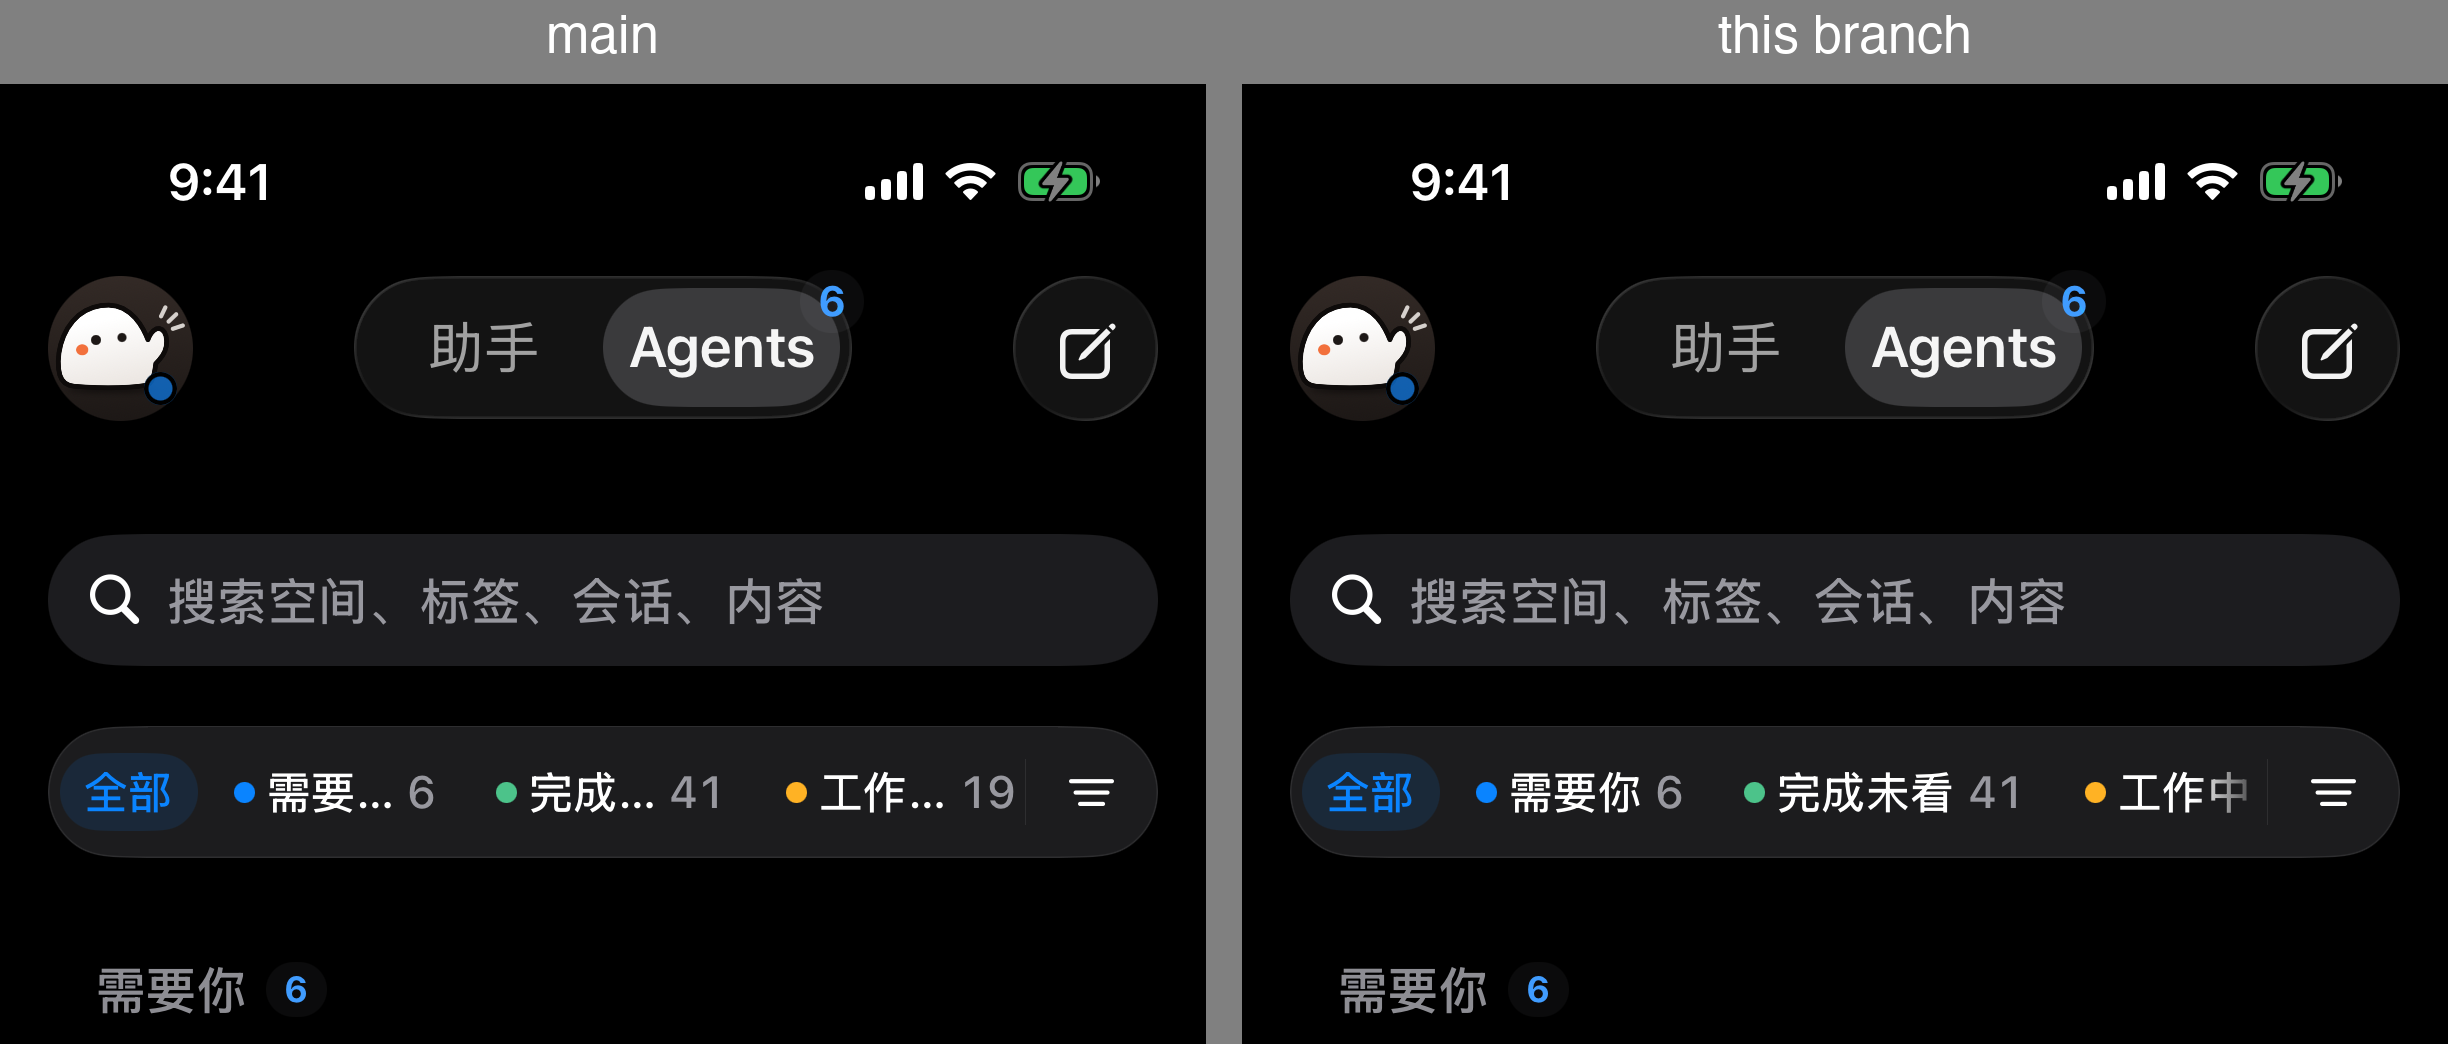 main
this branch
9:41
助手
Agents
6
搜索空间、标签、会话、内容
全部 需要... 6 完成... 41 工作... 19
需要你 6
9:41
助手
Agents
6
搜索空间、标签、会话、内容
全部 需要你 6 完成未看 41 工作中
需要你 6